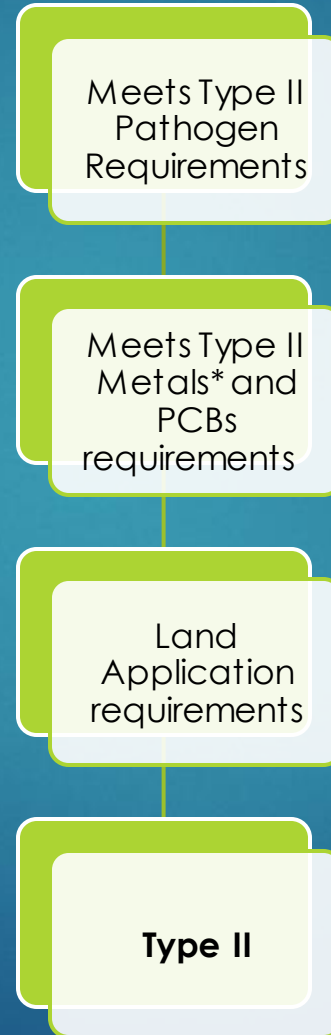 Meets Type II
Pathogen
Requirements
Meets Type II
Metals* and
PCBs
requirements
Land
Application
requirements
Type II